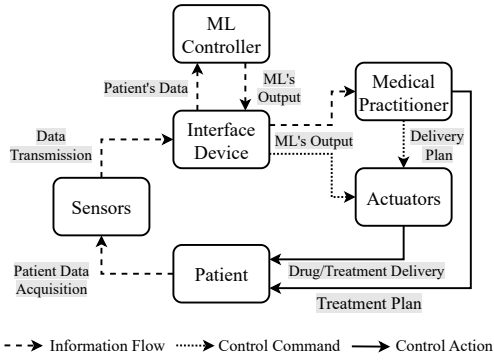 ML
Controller
Patient's Data
ML's
Output
Medical
Practitioner
Data
Transmission
Interface
Device
ML's Output
Delivery
Plan
Sensors
Actuators
Patient Data
Acquisition
Patient
Drug/Treatment Delivery
Treatment Plan
Information Flow
Control Command
Control Action